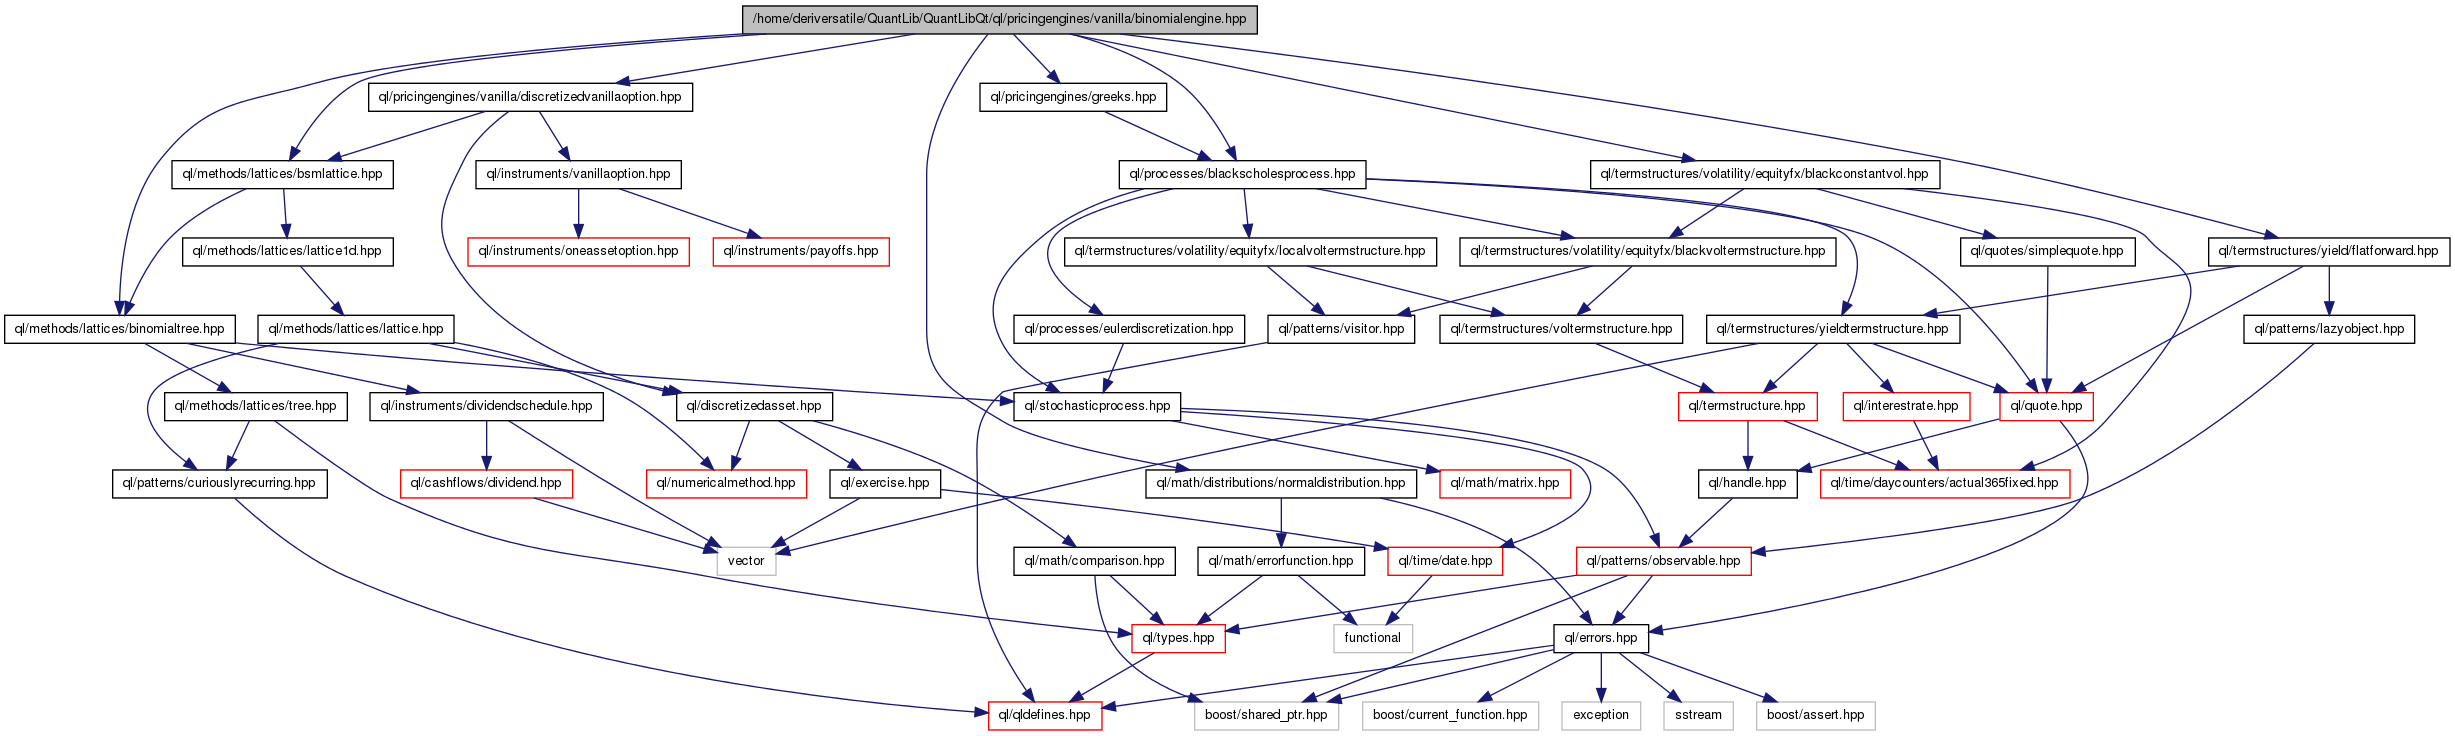 /home/deriversatile/QuantLib/QuantLibQt/ql/pricingengines/vanilla/binomialengine.hpp
ql/pricingengines/vanilla/discretizedvanillaoption.hpp
ql/pricingengines/greeks.hpp
ql/methods/lattices/bsmlattice.hpp
ql/instruments/vanillaoption.hpp
ql/processes/blackscholesprocess.hpp
ql/termstructures/volatility/equityfx/blackconstantvol.hpp
ql/methods/lattices/lattice1d.hpp
ql/instruments/oneassetoption.hpp
ql/instruments/payoffs.hpp
ql/termstructures/volatility/equityfx/localvoltermstructure.hpp
ql/termstructures/volatility/equityfx/blackvoltermstructure.hpp
ql/quotes/simplequote.hpp
ql/termstructures/yield/flatforward.hpp
ql/methods/lattices/binomialtree.hpp
ql/methods/lattices/lattice.hpp
ql/processes/eulerdiscretization.hpp
ql/patterns/visitor.hpp
ql/termstructures/voltermstructure.hpp
ql/termstructures/yieldtermstructure.hpp
ql/patterns/lazyobject.hpp
ql/methods/lattices/tree.hpp
ql/instruments/dividendschedule.hpp
ql/discretizedasset.hpp
ql/stochasticprocess.hpp
ql/termstructure.hpp
ql/interestrate.hpp
ql/quote.hpp
ql/patterns/curiouslyrecurring.hpp
ql/cashflows/dividend.hpp
ql/numericalmethod.hpp
ql/exercise.hpp
ql/math/distributions/normaldistribution.hpp
ql/math/matrix.hpp
ql/handle.hpp
ql/time/daycounters/actual365fixed.hpp
vector
ql/math/comparison.hpp
ql/math/errorfunction.hpp
ql/time/date.hpp
ql/patterns/observable.hpp
ql/types.hpp
functional
ql/errors.hpp
ql/qldefines.hpp
boost/shared_ptr.hpp
boost/current_function.hpp
exception
sstream
boost/assert.hpp